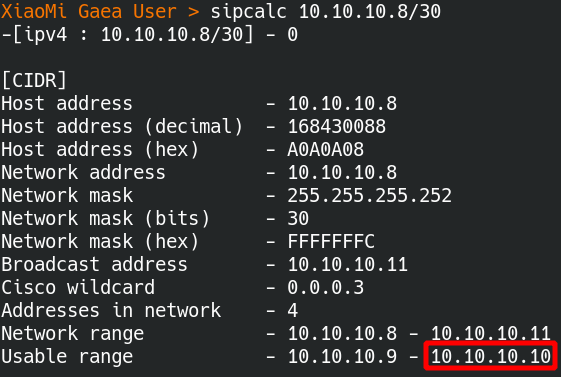 XiaoMi Gaea User > sipcalc 10.10.10.8/30
-[ipv4 : 10.10.10.8/30] - 0
[CIDR]
Host address - 10.10.10.8
Host address (decimal) - 168430088
Host address (hex) - A0A0A08
Network address - 10.10.10.8
Network mask - 255.255.255.252
Network mask (bits) - 30
Network mask (hex) - FFFFFFFC
Broadcast address - 10.10.10.11
Cisco wildcard - 0.0.0.3
Addresses in network - 4
Network range - 10.10.10.8 - 10.10.10.11
Usable range - 10.10.10.9 - 10.10.10.10